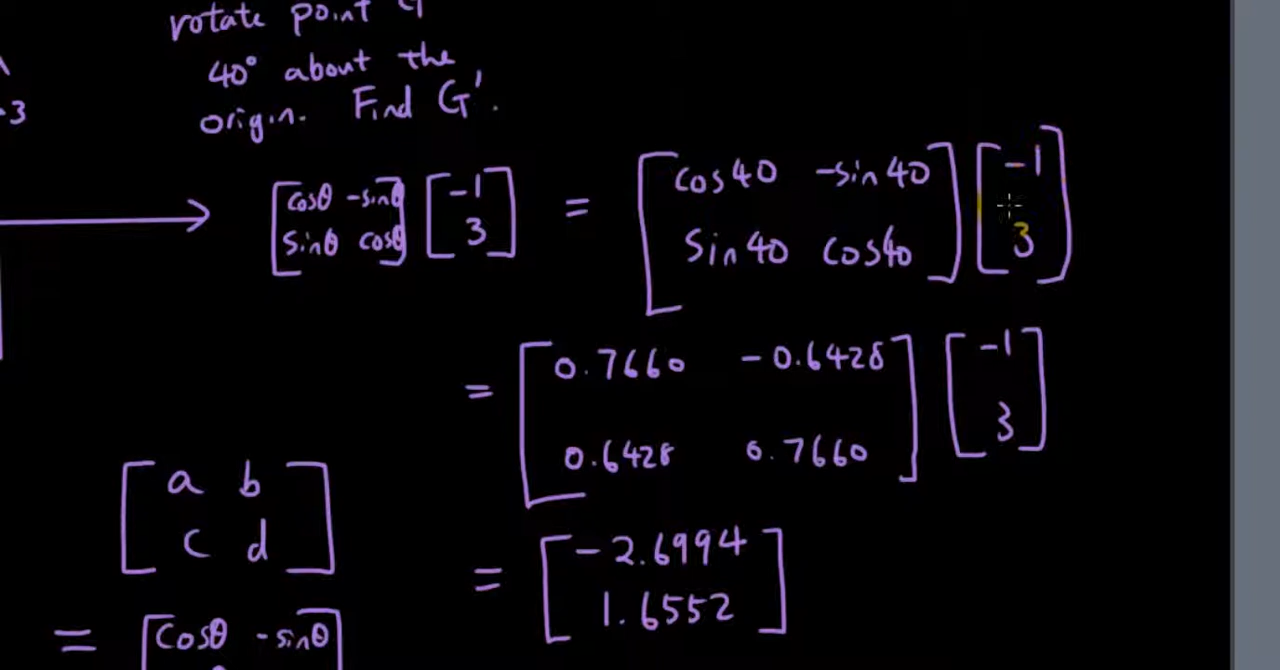 rotate point G
40° about the
-3
origin. Find G'.
[cosθ -sinθ] [-1] = [cos40 -sin40] [-1]
[sinθ cosθ] [3] [sin40 cos40] [3]
= [0.7660 -0.6428] [-1]
[0.6428 0.7660] [3]
[a b]
[c d]
= [-2.6994]
[1.6552]
= [cosθ -sinθ]